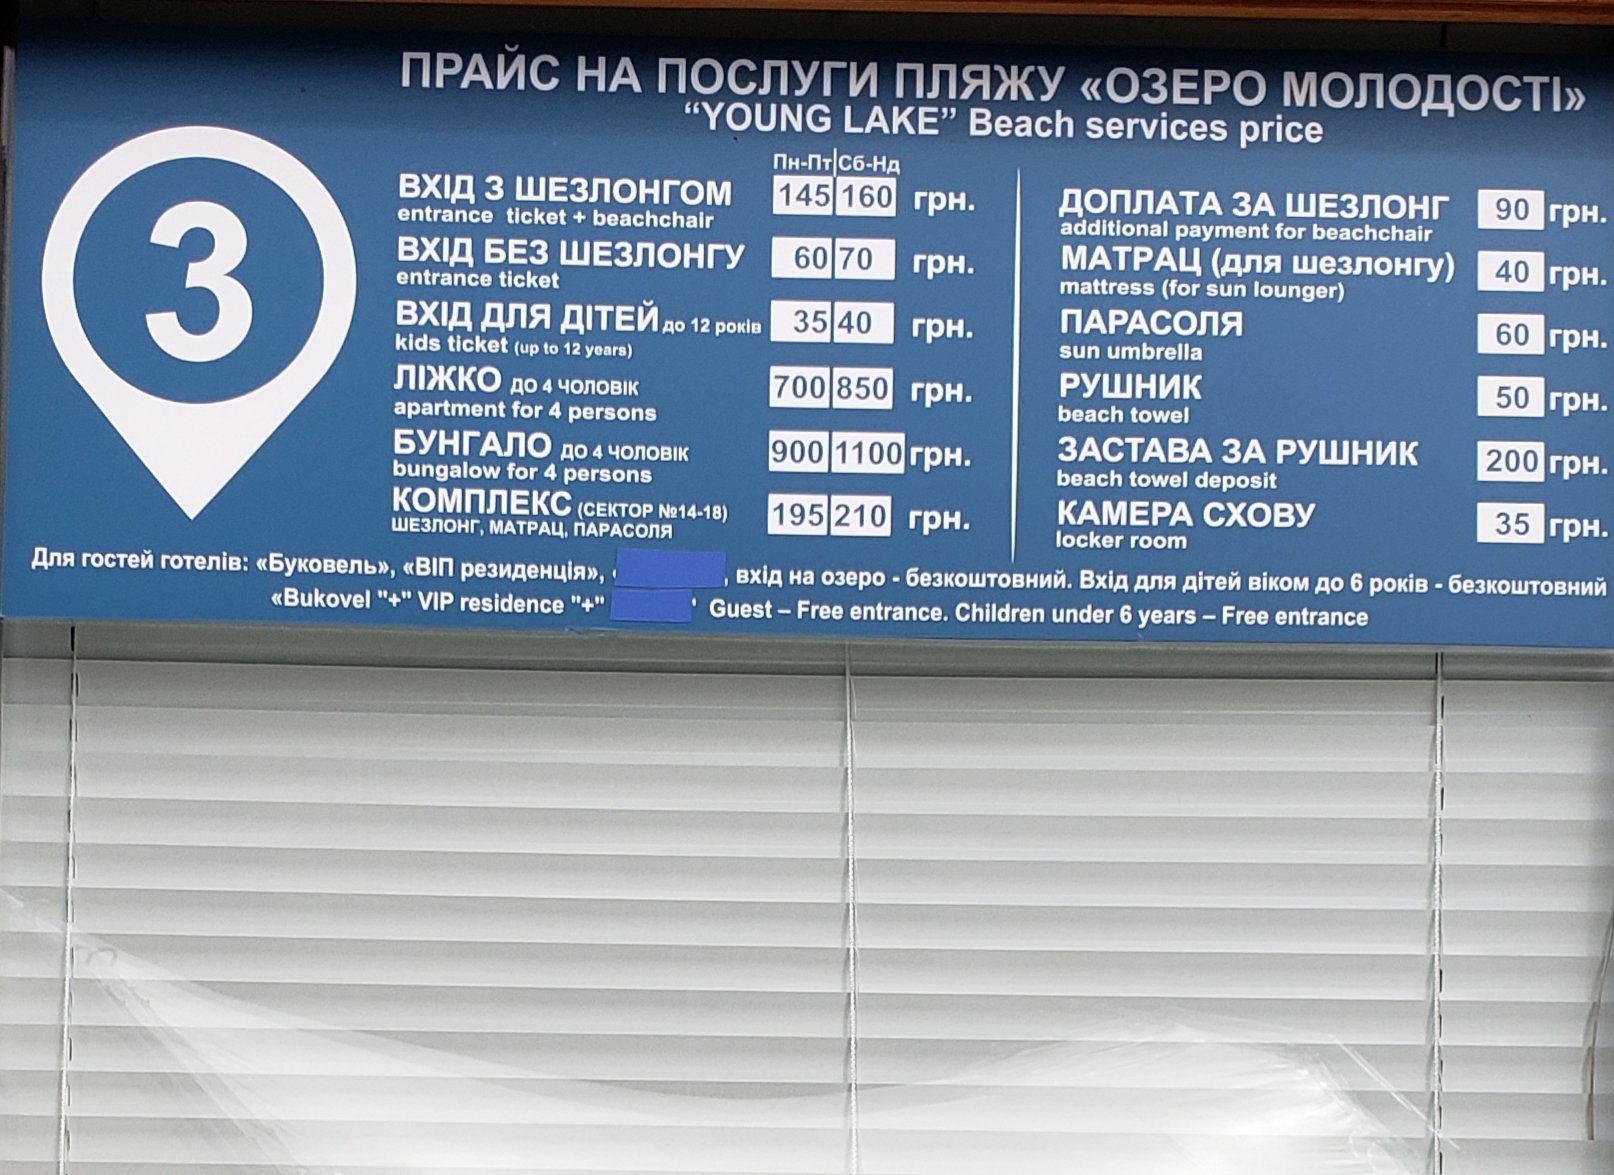 ПРАЙС НА ПОСЛУГИ ПЛЯЖУ «ОЗЕРО МОЛОДОСТІ»
“YOUNG LAKE” Beach services price
3
Пн-Пт|Сб-Нд
ВХІД З ШЕЗЛОНГОМ 145 160 грн.
entrance ticket + beachchair
ВХІД БЕЗ ШЕЗЛОНГУ 60 70 грн.
entrance ticket
ВХІД ДЛЯ ДІТЕЙ до 12 років 35 40 грн.
kids ticket (up to 12 years)
ЛІЖКО ДО 4 ЧОЛОВІК 700 850 грн.
apartment for 4 persons
БУНГАЛО ДО 4 ЧОЛОВІК 900 1100 грн.
bungalow for 4 persons
КОМПЛЕКС (СЕКТОР №14-18) 195 210 грн.
ШЕЗЛОНГ, МАТРАЦ, ПАРАСОЛЯ
ДОПЛАТА ЗА ШЕЗЛОНГ 90 грн.
additional payment for beachchair
МАТРАЦ (для шезлонгу) 40 грн.
mattress (for sun lounger)
ПАРАСОЛЯ 60 грн.
sun umbrella
РУШНИК 50 грн.
beach towel
ЗАСТАВА ЗА РУШНИК 200 грн.
beach towel deposit
КАМЕРА СХОВУ 35 грн.
locker room
Для гостей готелів: «Буковель», «ВІП резиденція», , вхід на озеро - безкоштовний. Вхід для дітей віком до 6 років - безкоштовний
«Bukovel "+" VIP residence "+" Guest – Free entrance. Children under 6 years – Free entrance